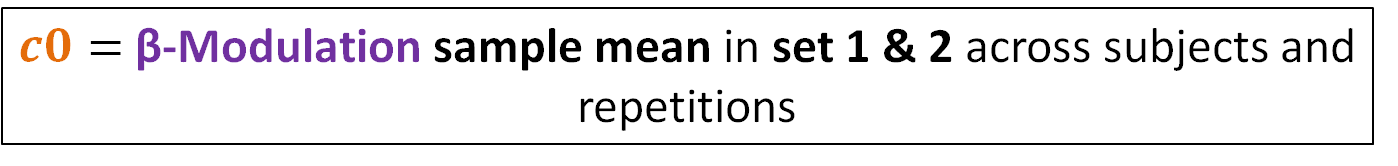 c0 = β-Modulation sample mean in set 1 & 2 across subjects and
repetitions